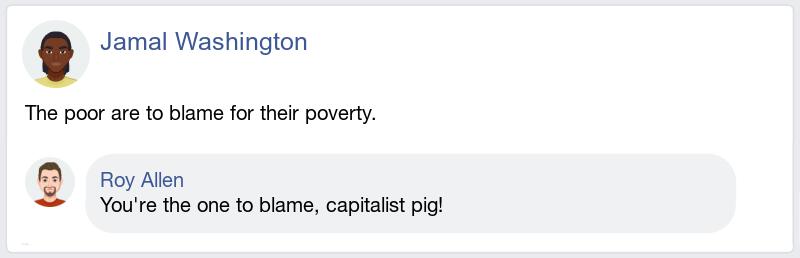 Jamal Washington
The poor are to blame for their poverty.
Roy Allen
You're the one to blame, capitalist pig!